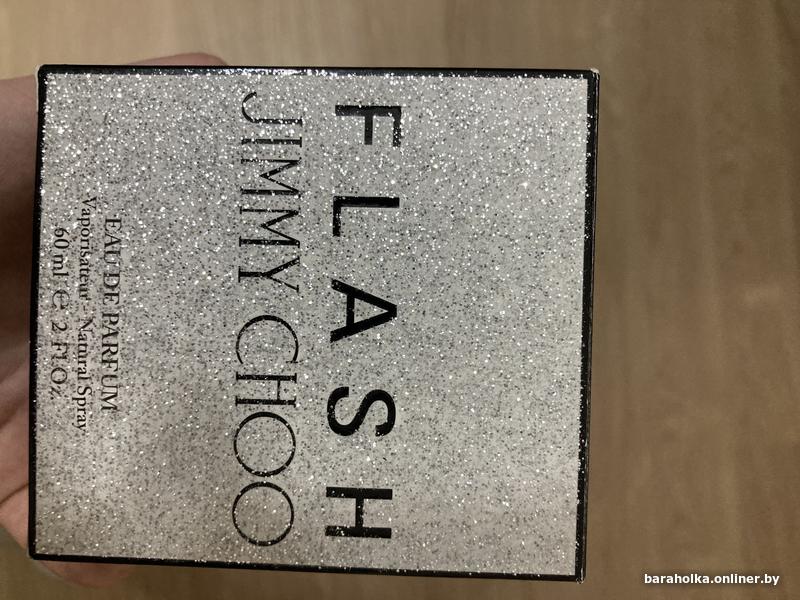 FLASH
JIMMY CHOO
EAU DE PARFUM
Vaporisateur - Natural Spray
60 ml ℮ 2 Fl.Oz.
baraholka.onliner.by